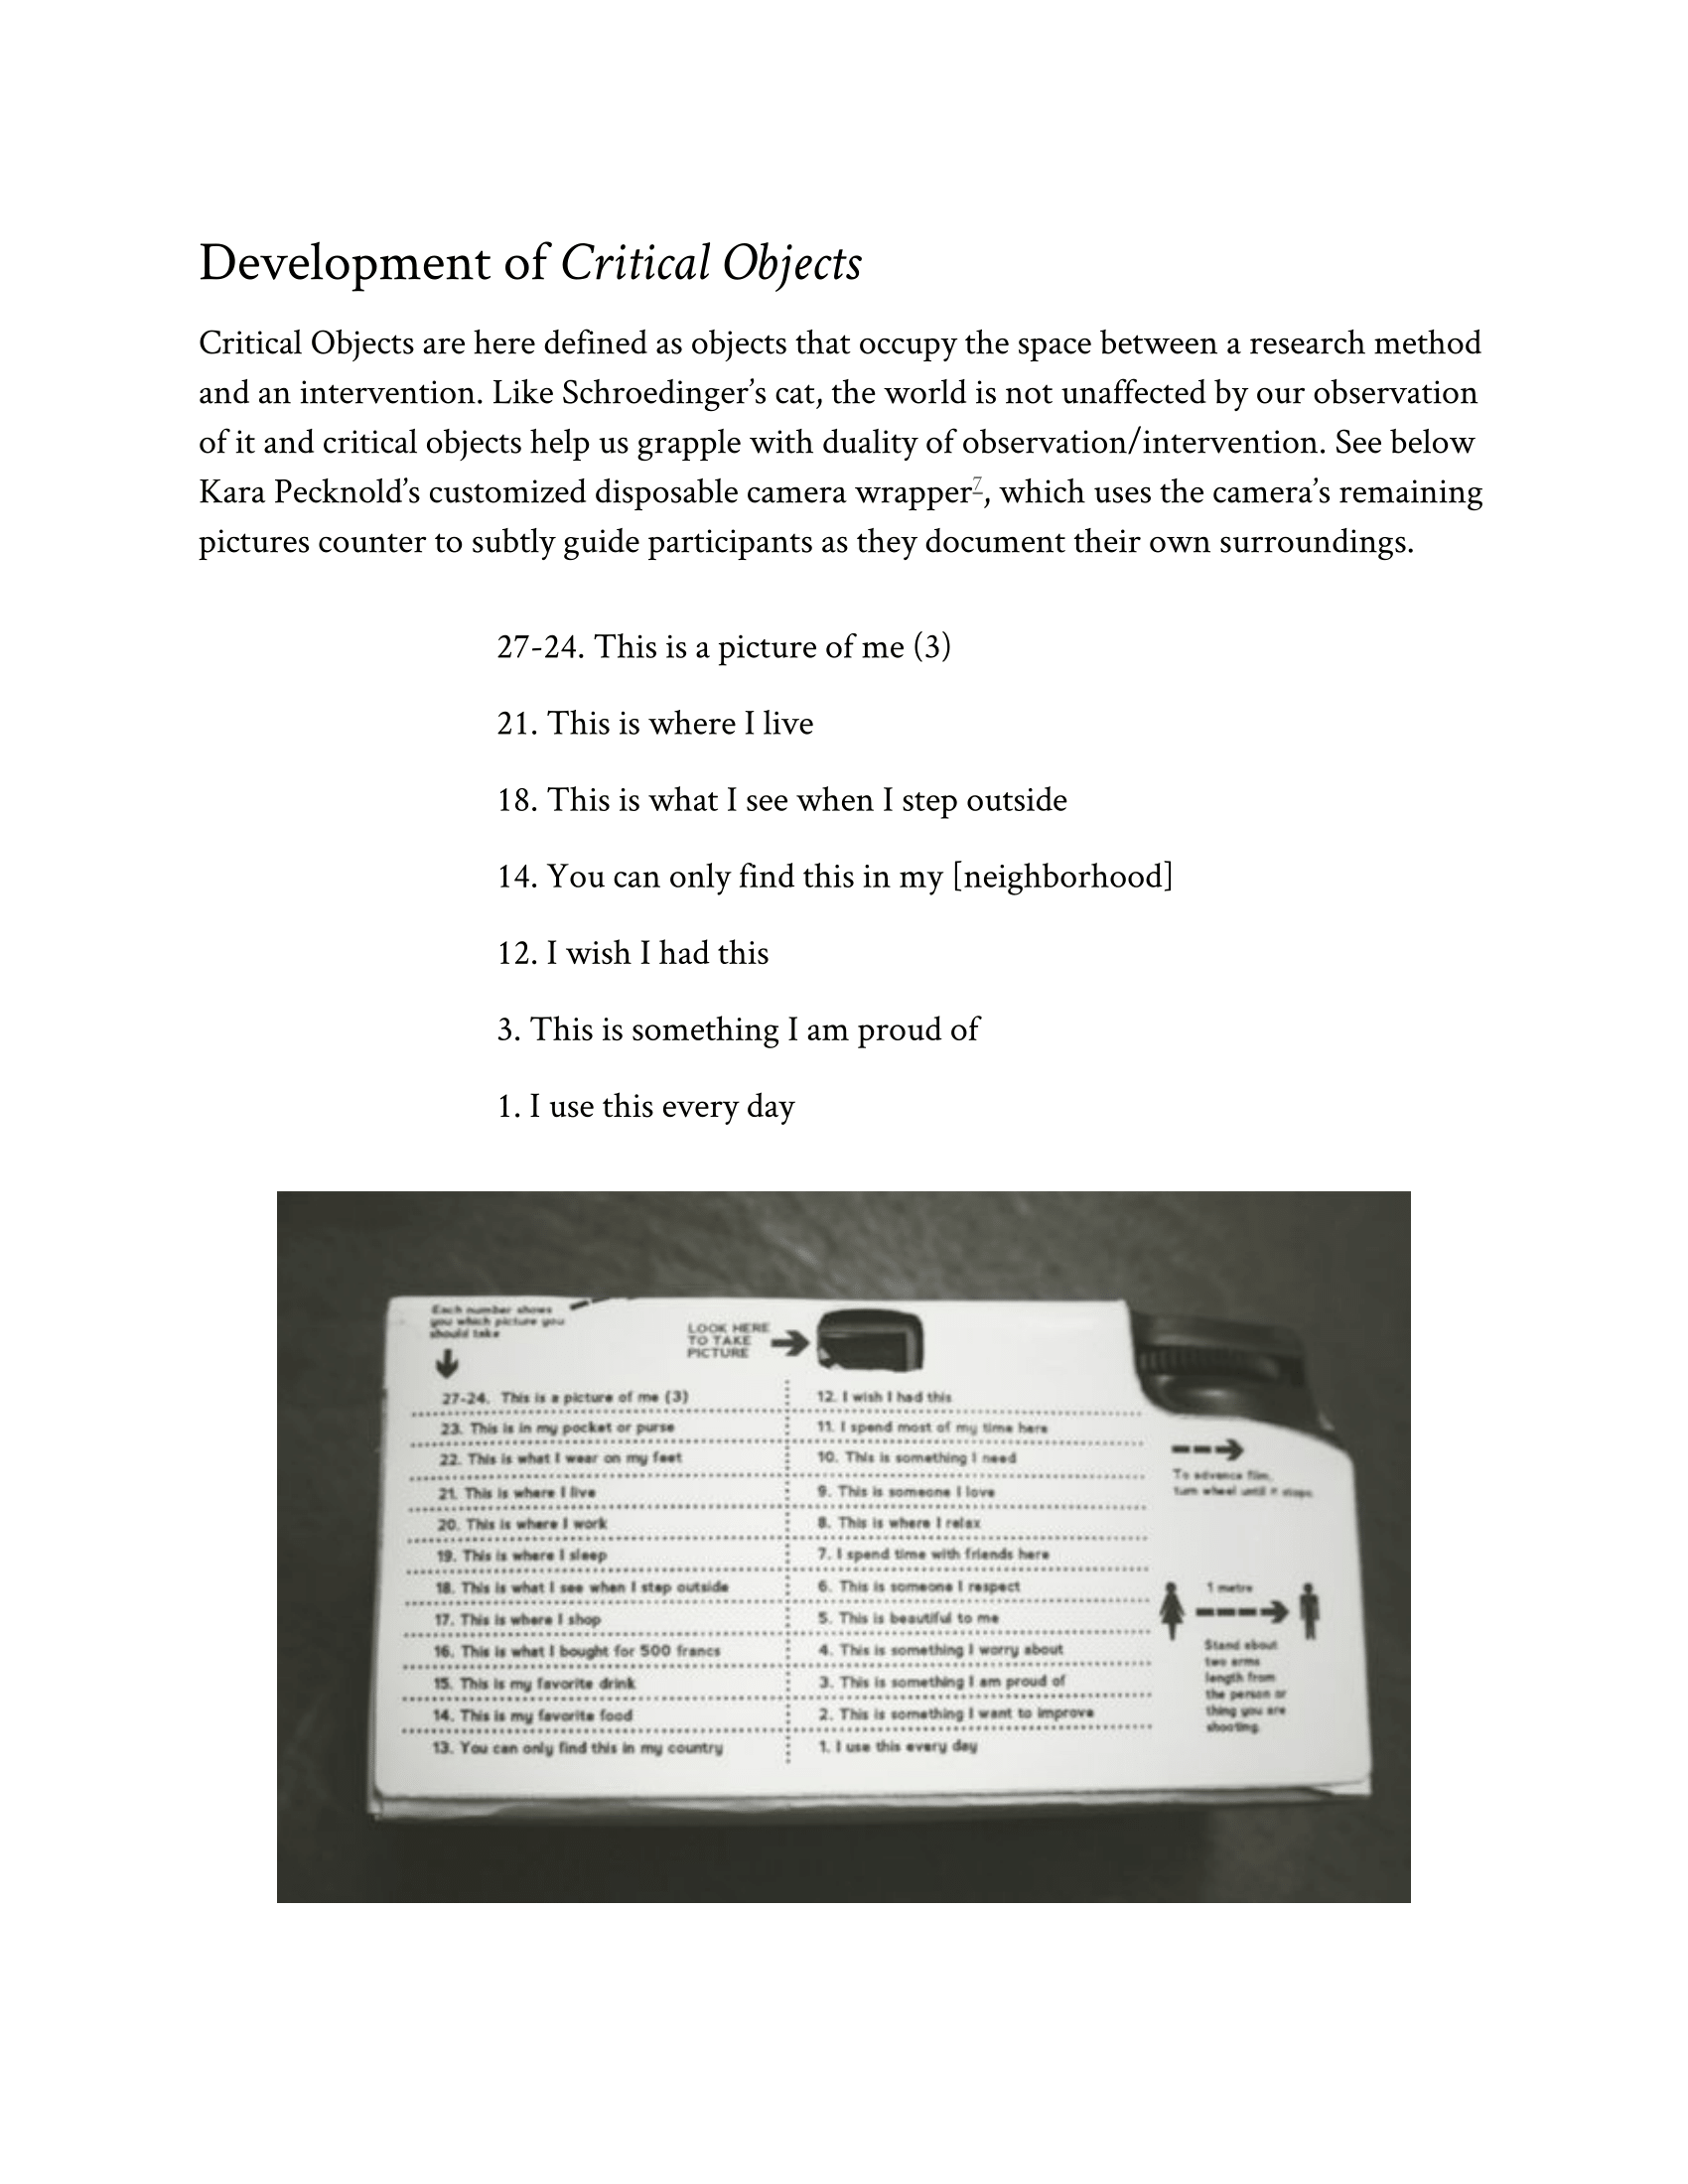 Development of Critical Objects
Critical Objects are here defined as objects that occupy the space between a research method
and an intervention. Like Schroedinger’s cat, the world is not unaffected by our observation
of it and critical objects help us grapple with duality of observation/intervention. See below
Kara Pecknold’s customized disposable camera wrapper7, which uses the camera’s remaining
pictures counter to subtly guide participants as they document their own surroundings.
27-24. This is a picture of me (3)
21. This is where I live
18. This is what I see when I step outside
14. You can only find this in my [neighborhood]
12. I wish I had this
3. This is something I am proud of
1. I use this every day
Each number shows
you which picture you
should take
LOOK HERE
TO TAKE
PICTURE
27-24. This is a picture of me (3)
23. This is in my pocket or purse
22. This is what I wear on my feet
21. This is where I live
20. This is where I work
19. This is where I sleep
18. This is what I see when I step outside
17. This is where I shop
16. This is what I bought for 500 francs
15. This is my favorite drink
14. This is my favorite food
13. You can only find this in my country
12. I wish I had this
11. I spend most of my time here
10. This is something I need
9. This is someone I love
8. This is where I relax
7. I spend time with friends here
6. This is someone I respect
5. This is beautiful to me
4. This is something I worry about
3. This is something I am proud of
2. This is something I want to improve
1. I use this every day
To advance film,
turn wheel until it stops.
1 metre
Stand about
two arms
length from
the person or
thing you are
shooting.